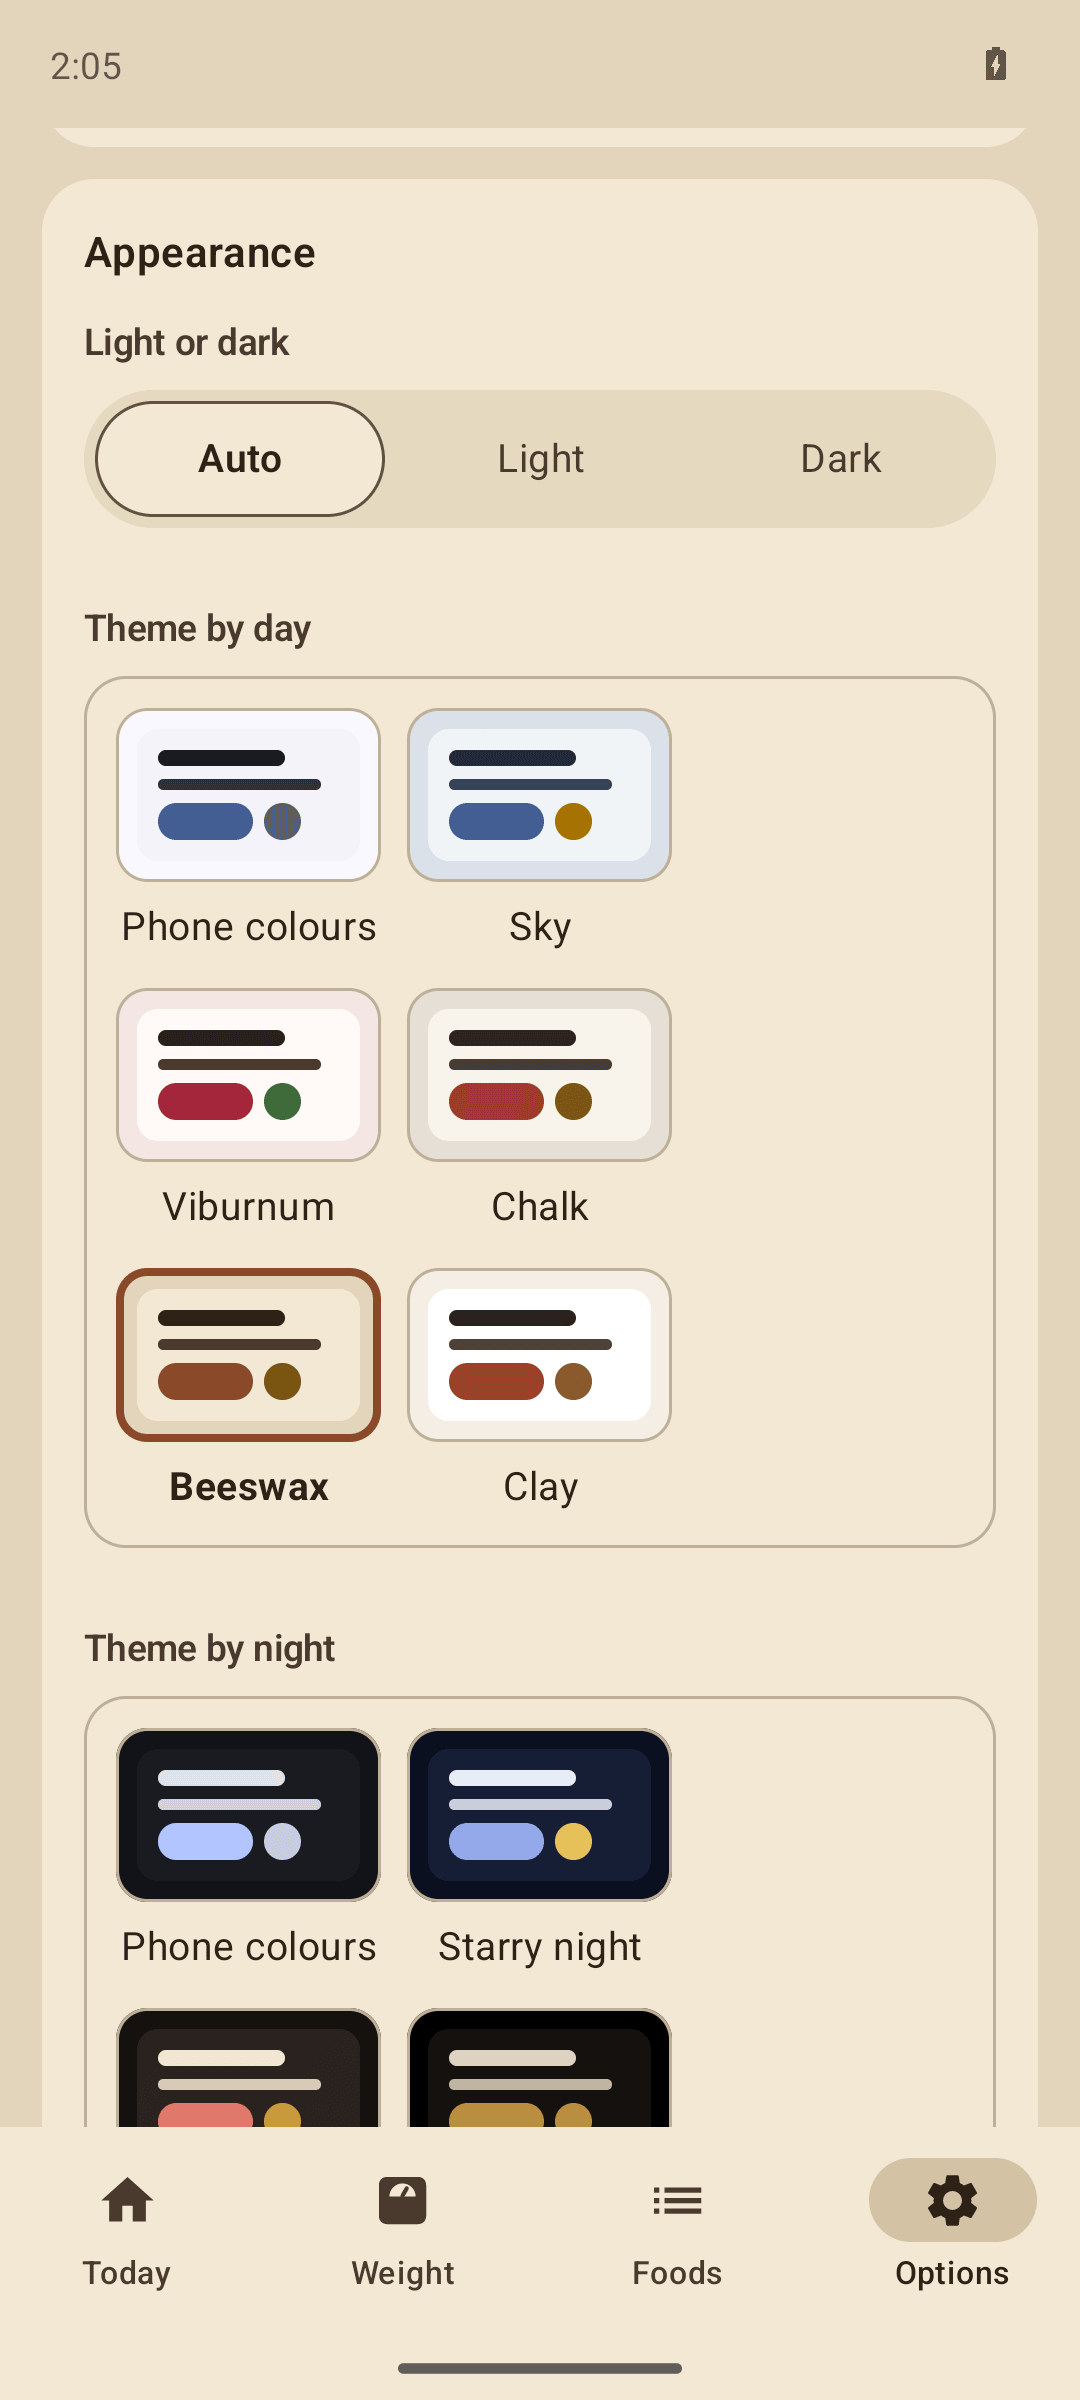 2:05
Appearance
Light or dark
Auto Light Dark
Theme by day
Phone colours Sky
Viburnum Chalk
Beeswax Clay
Theme by night
Phone colours Starry night
Today Weight Foods Options